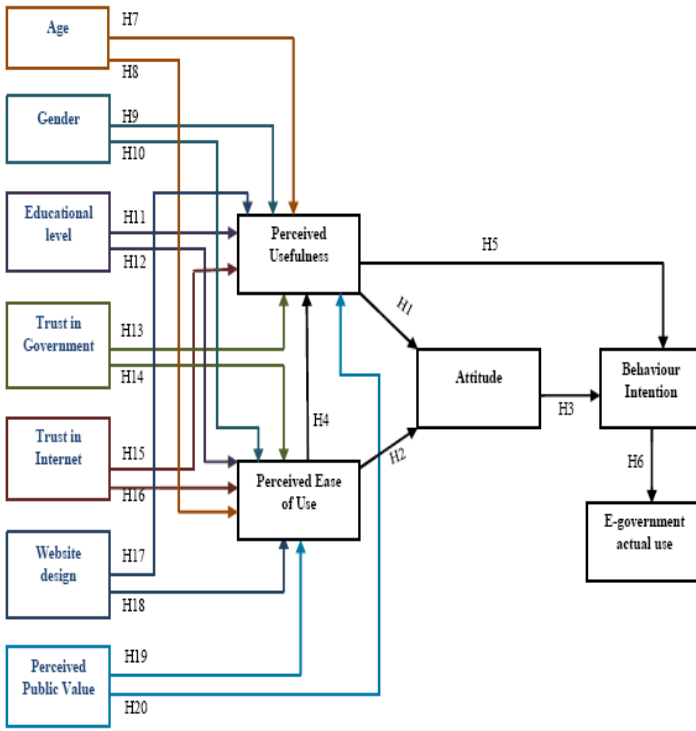 Age
H7
H8
Gender
H9
H10
Educational
level
H11
H12
Perceived
Usefulness
H5
H1
Trust in
Government
H13
H14
Attitude
Behaviour
Intention
H3
H4
H2
Trust in
Internet
H15
H16
Perceived Ease
of Use
H6
E-government
actual use
Website
design
H17
H18
Perceived
Public Value
H19
H20